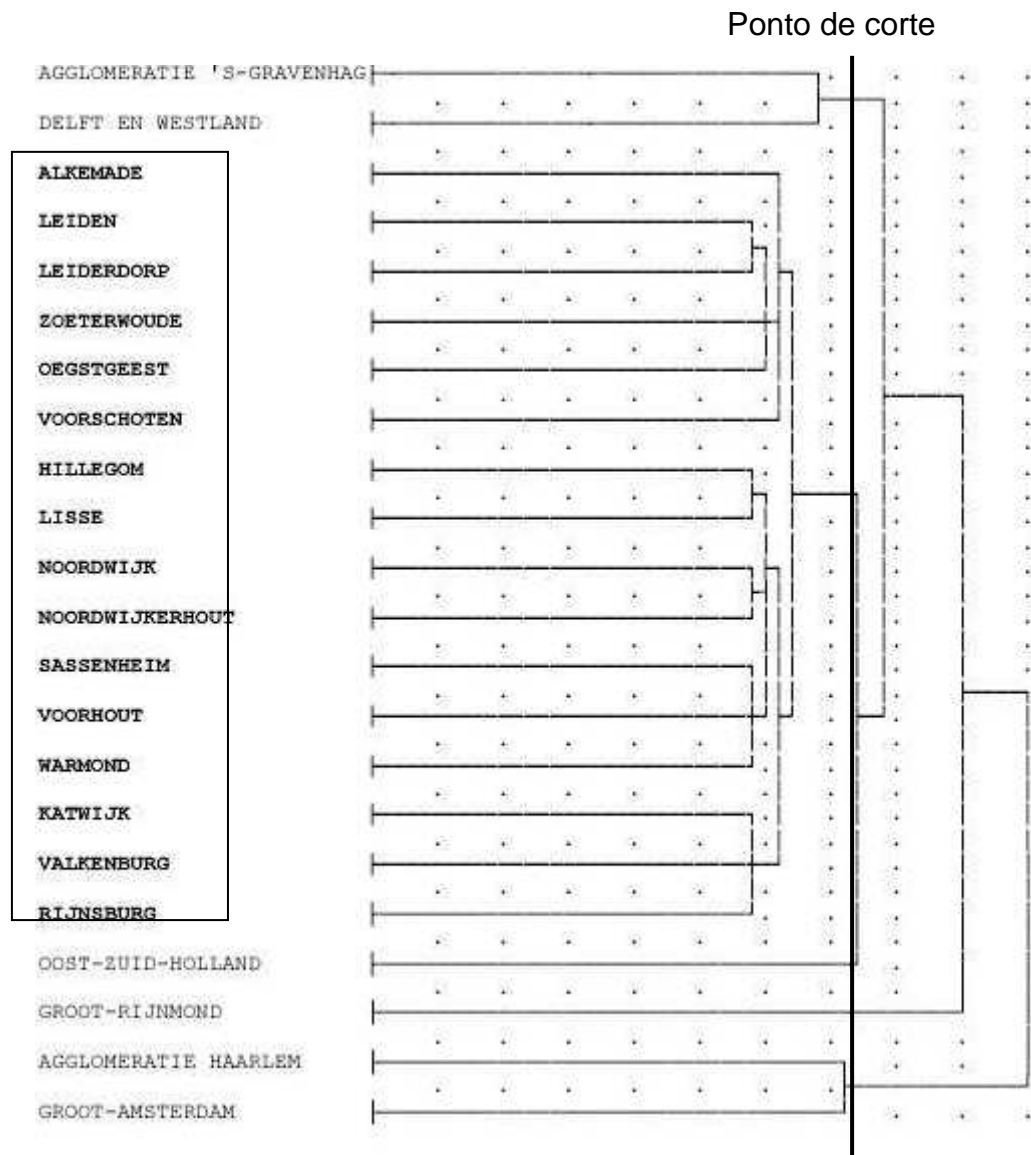 Ponto de corte
AGGLOMERATIE 'S-GRAVENHAG
DELFT EN WESTLAND
ALKEMADE
LEIDEN
LEIDERDORP
ZOETERWOUDE
OEGSTGEEST
VOORSCHOTEN
HILLEGOM
LISSE
NOORDWIJK
NOORDWIJKERHOUT
SASSENHEIM
VOORHOUT
WARMOND
KATWIJK
VALKENBURG
RIJNSBURG
OOST-ZUID-HOLLAND
GROOT-RIJNMOND
AGGLOMERATIE HAARLEM
GROOT-AMSTERDAM